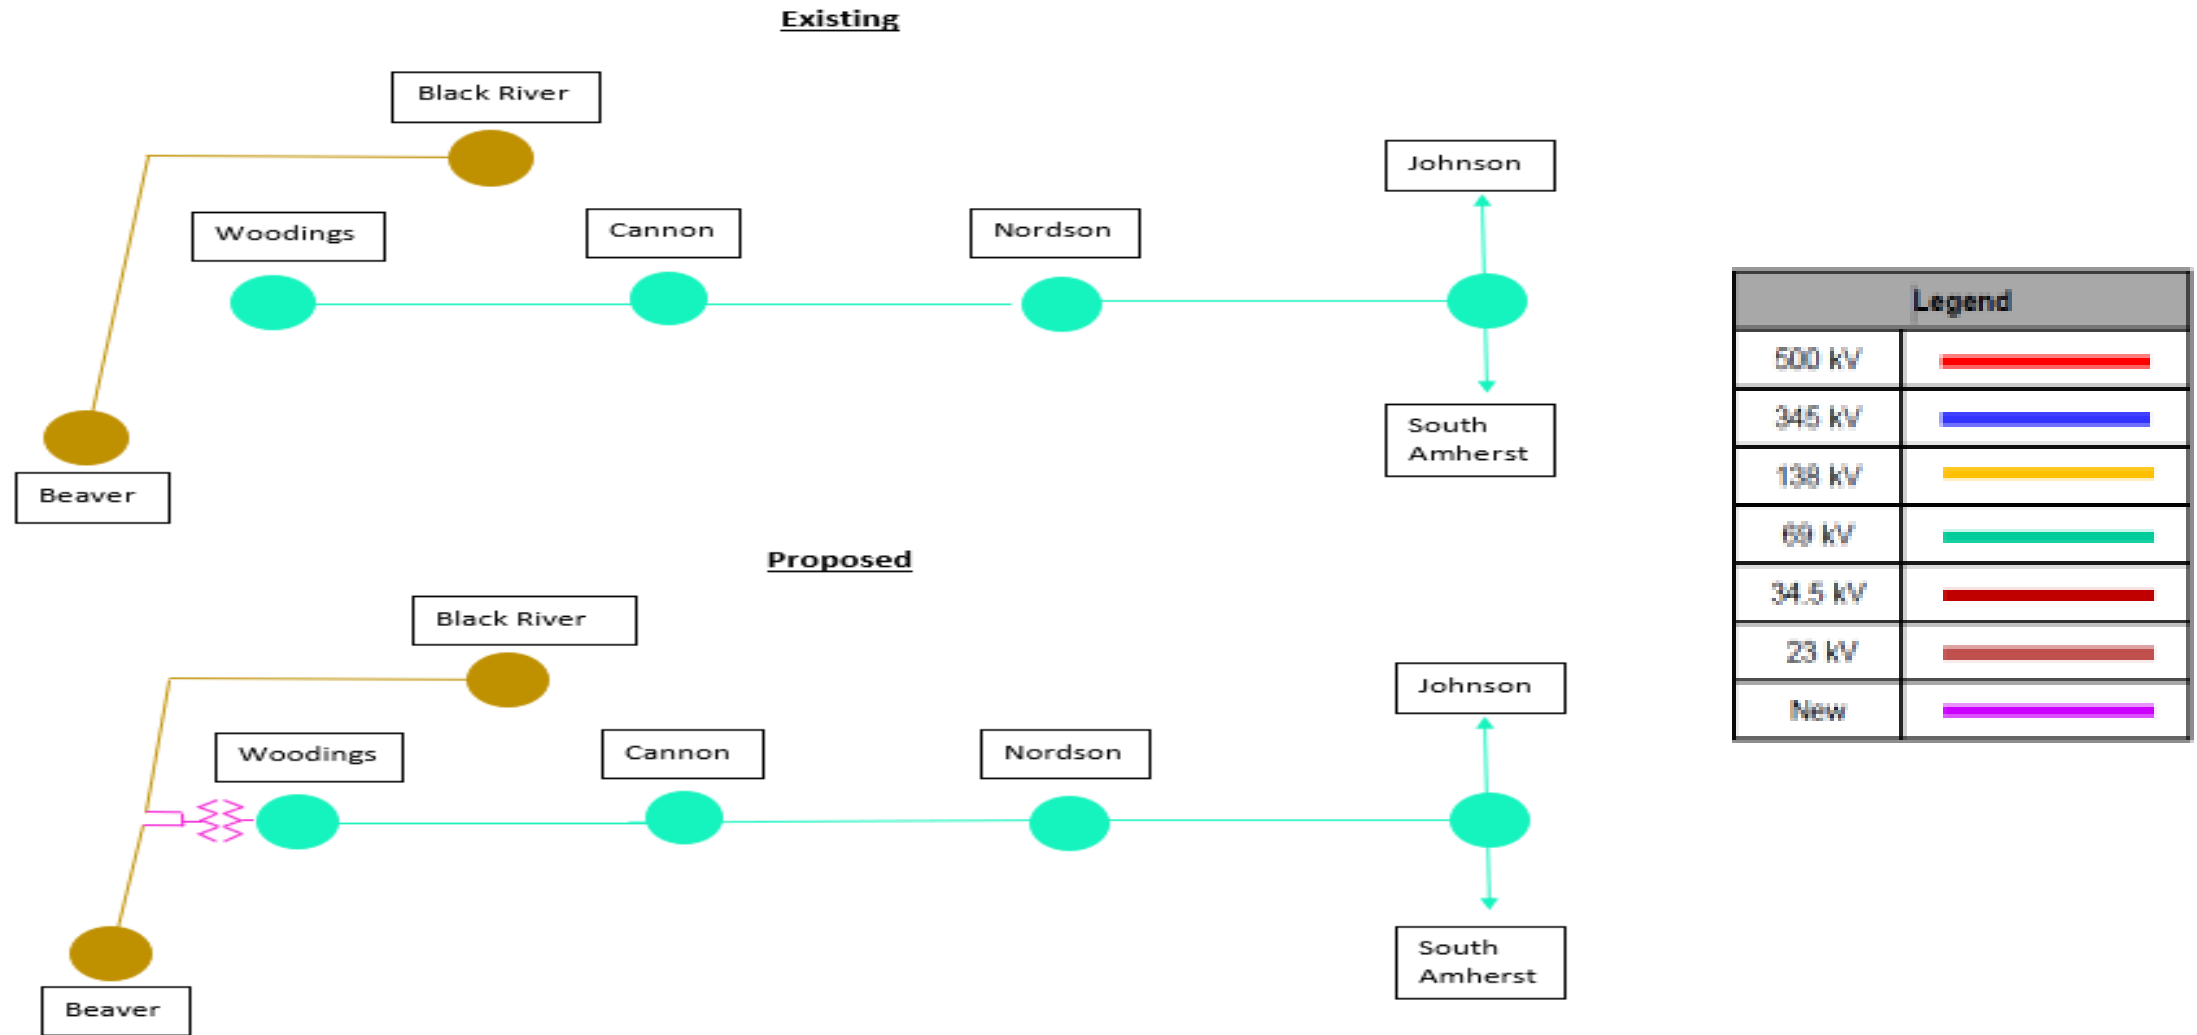 Existing
Black River
Johnson
Woodings
Cannon
Nordson
South
Amherst
Beaver
Proposed
Black River
Johnson
Woodings
Cannon
Nordson
South
Amherst
Beaver
Legend
500 kV
345 kV
138 kV
69 kV
34.5 kV
23 kV
New